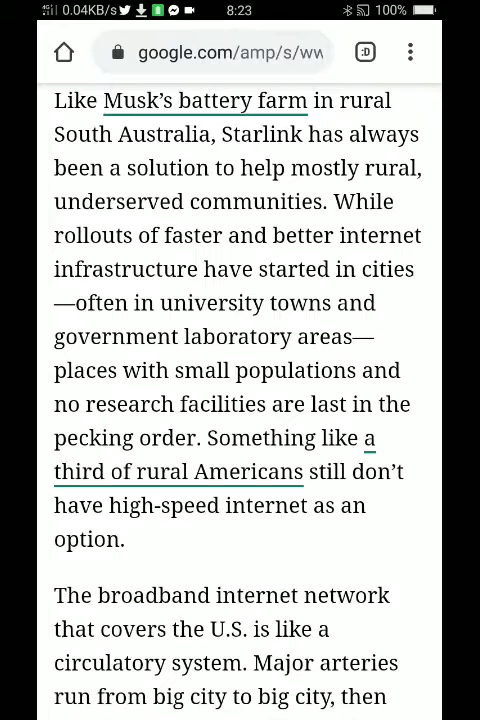 0.04KB/s 8:23 100%
google.com/amp/s/ww
Like Musk’s battery farm in rural
South Australia, Starlink has always
been a solution to help mostly rural,
underserved communities. While
rollouts of faster and better internet
infrastructure have started in cities
—often in university towns and
government laboratory areas—
places with small populations and
no research facilities are last in the
pecking order. Something like a
third of rural Americans still don’t
have high-speed internet as an
option.
The broadband internet network
that covers the U.S. is like a
circulatory system. Major arteries
run from big city to big city, then